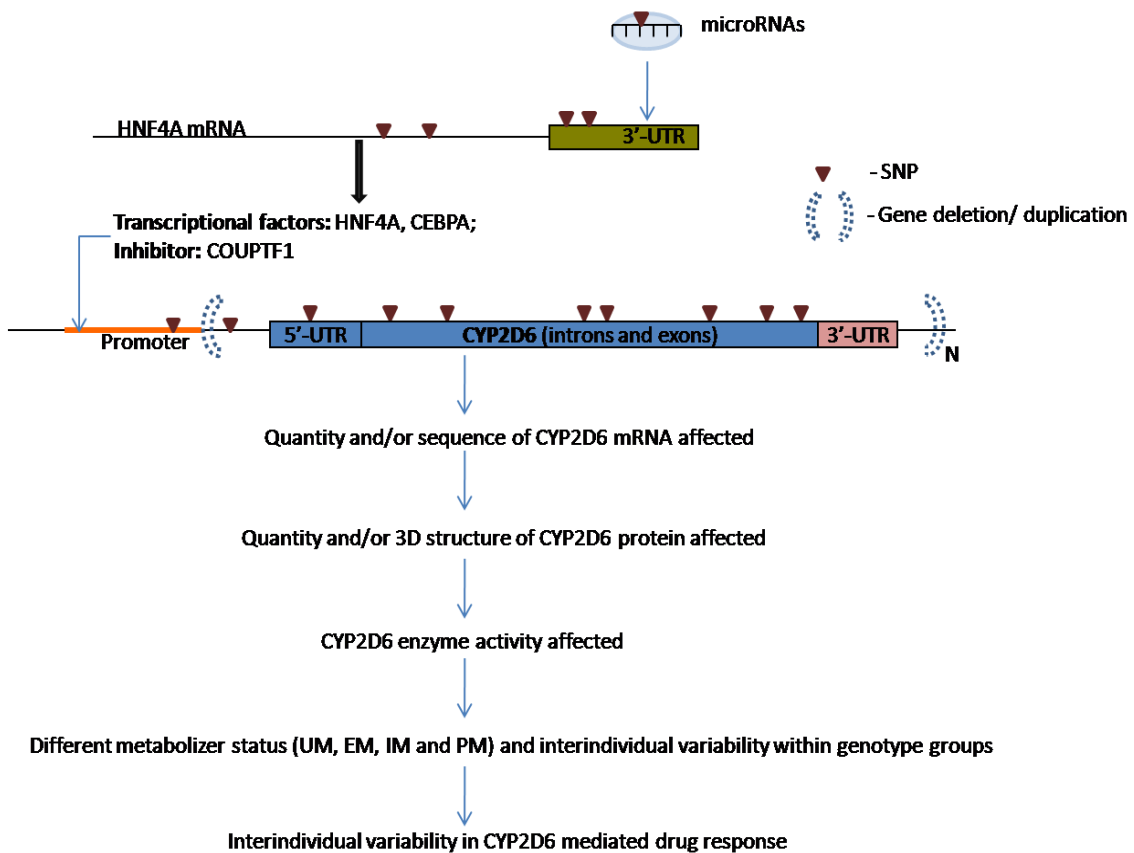 microRNAs
HNF4A mRNA
3’-UTR
- SNP
- Gene deletion/ duplication
Transcriptional factors: HNF4A, CEBPA;
Inhibitor: COUPTF1
Promoter
5’-UTR
CYP2D6 (introns and exons)
3’-UTR
N
Quantity and/or sequence of CYP2D6 mRNA affected
Quantity and/or 3D structure of CYP2D6 protein affected
CYP2D6 enzyme activity affected
Different metabolizer status (UM, EM, IM and PM) and interindividual variability within genotype groups
Interindividual variability in CYP2D6 mediated drug response